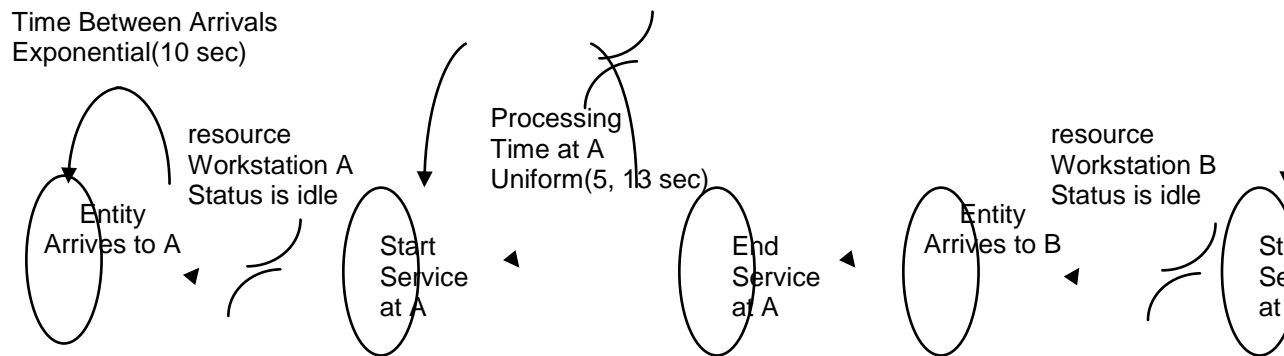 Time Between Arrivals
Exponential(10 sec)
resource
Workstation A
Status is idle
Processing
Time at A
Uniform(5, 13 sec)
resource
Workstation B
Status is idle
Entity
Arrives to A
Start
Service
at A
End
Service
at A
Entity
Arrives to B
at